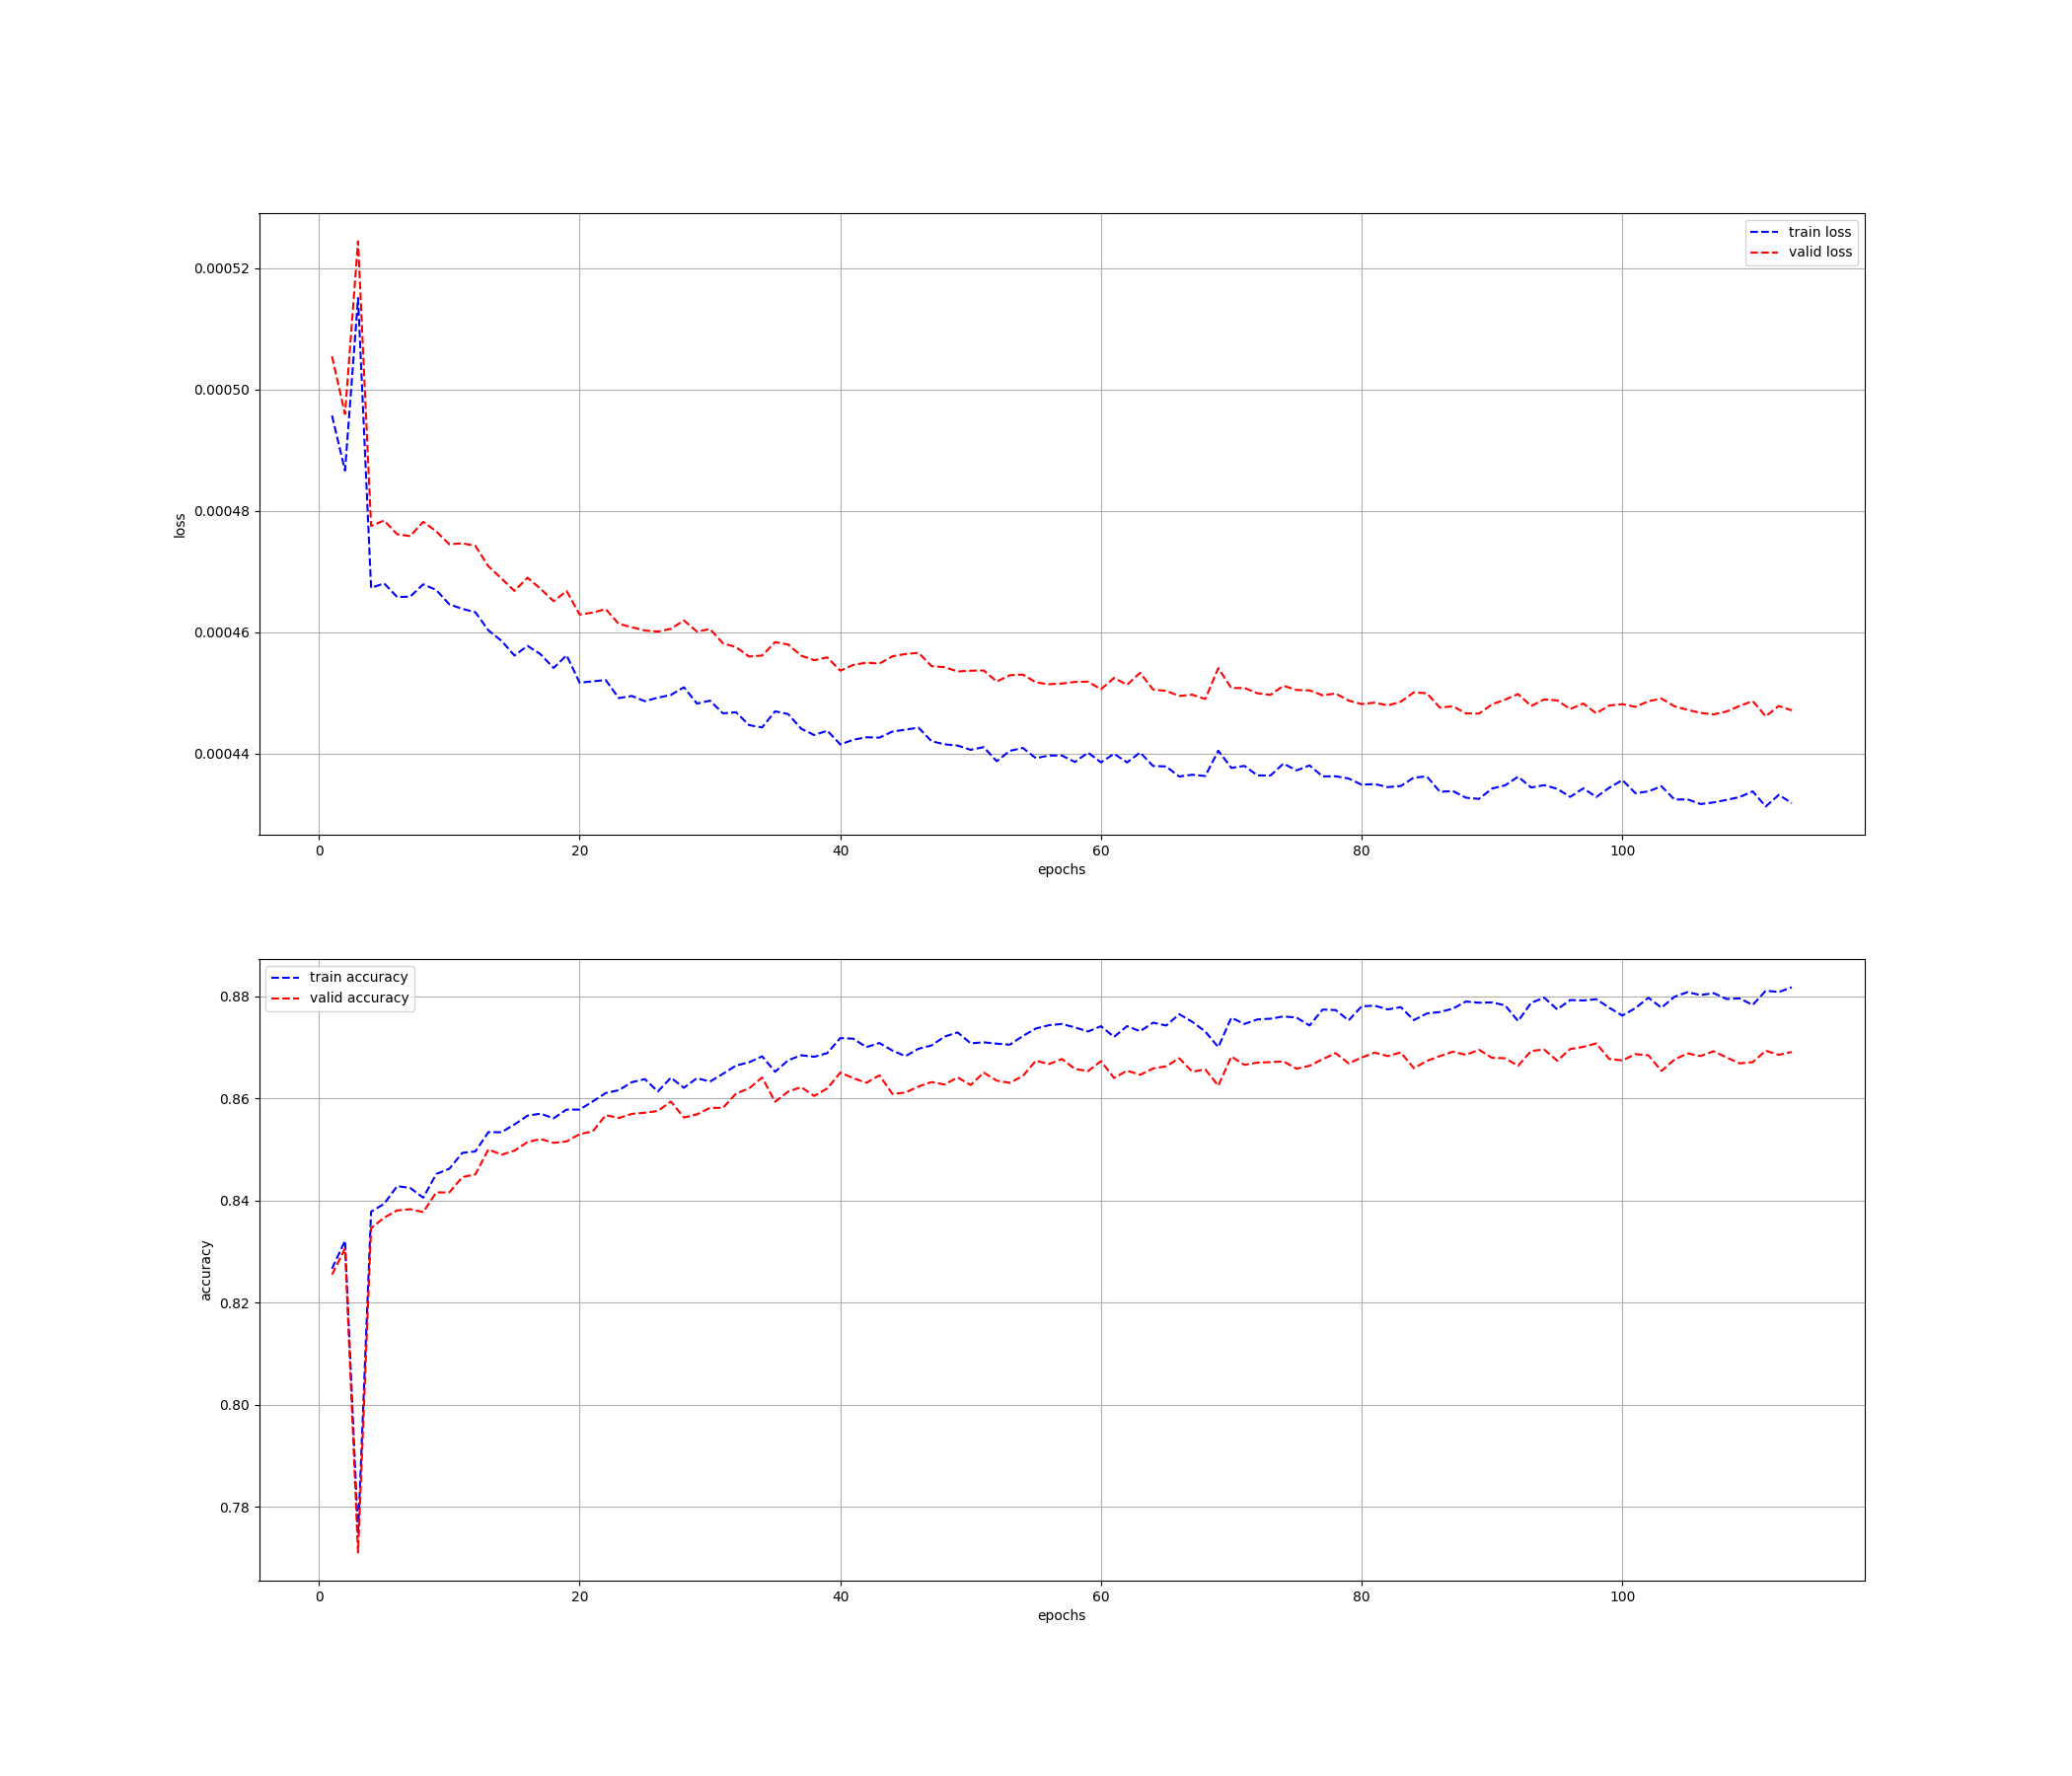 train loss
valid loss
0.00052
0.00050
0.00048
0.00046
0.00044
loss
0 20 40 60 80 100
epochs
train accuracy
valid accuracy
0.88
0.86
0.84
0.82
0.80
0.78
accuracy
0 20 40 60 80 100
epochs